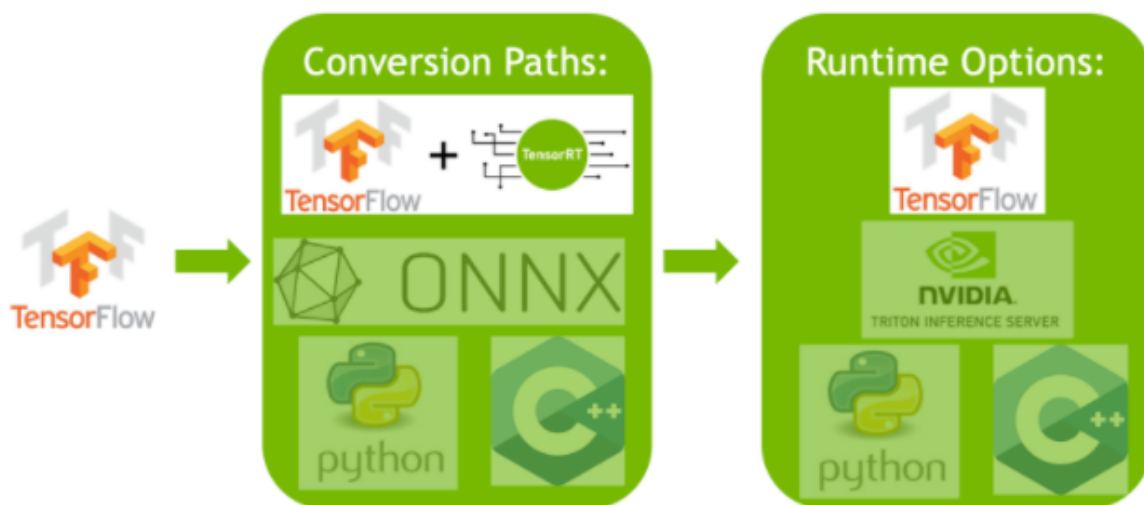 Conversion Paths:
TensorFlow
+
TensorRT
ONNX
python
C++
TensorFlow
Runtime Options:
TensorFlow
NVIDIA.
TRITON INFERENCE SERVER
python
C++